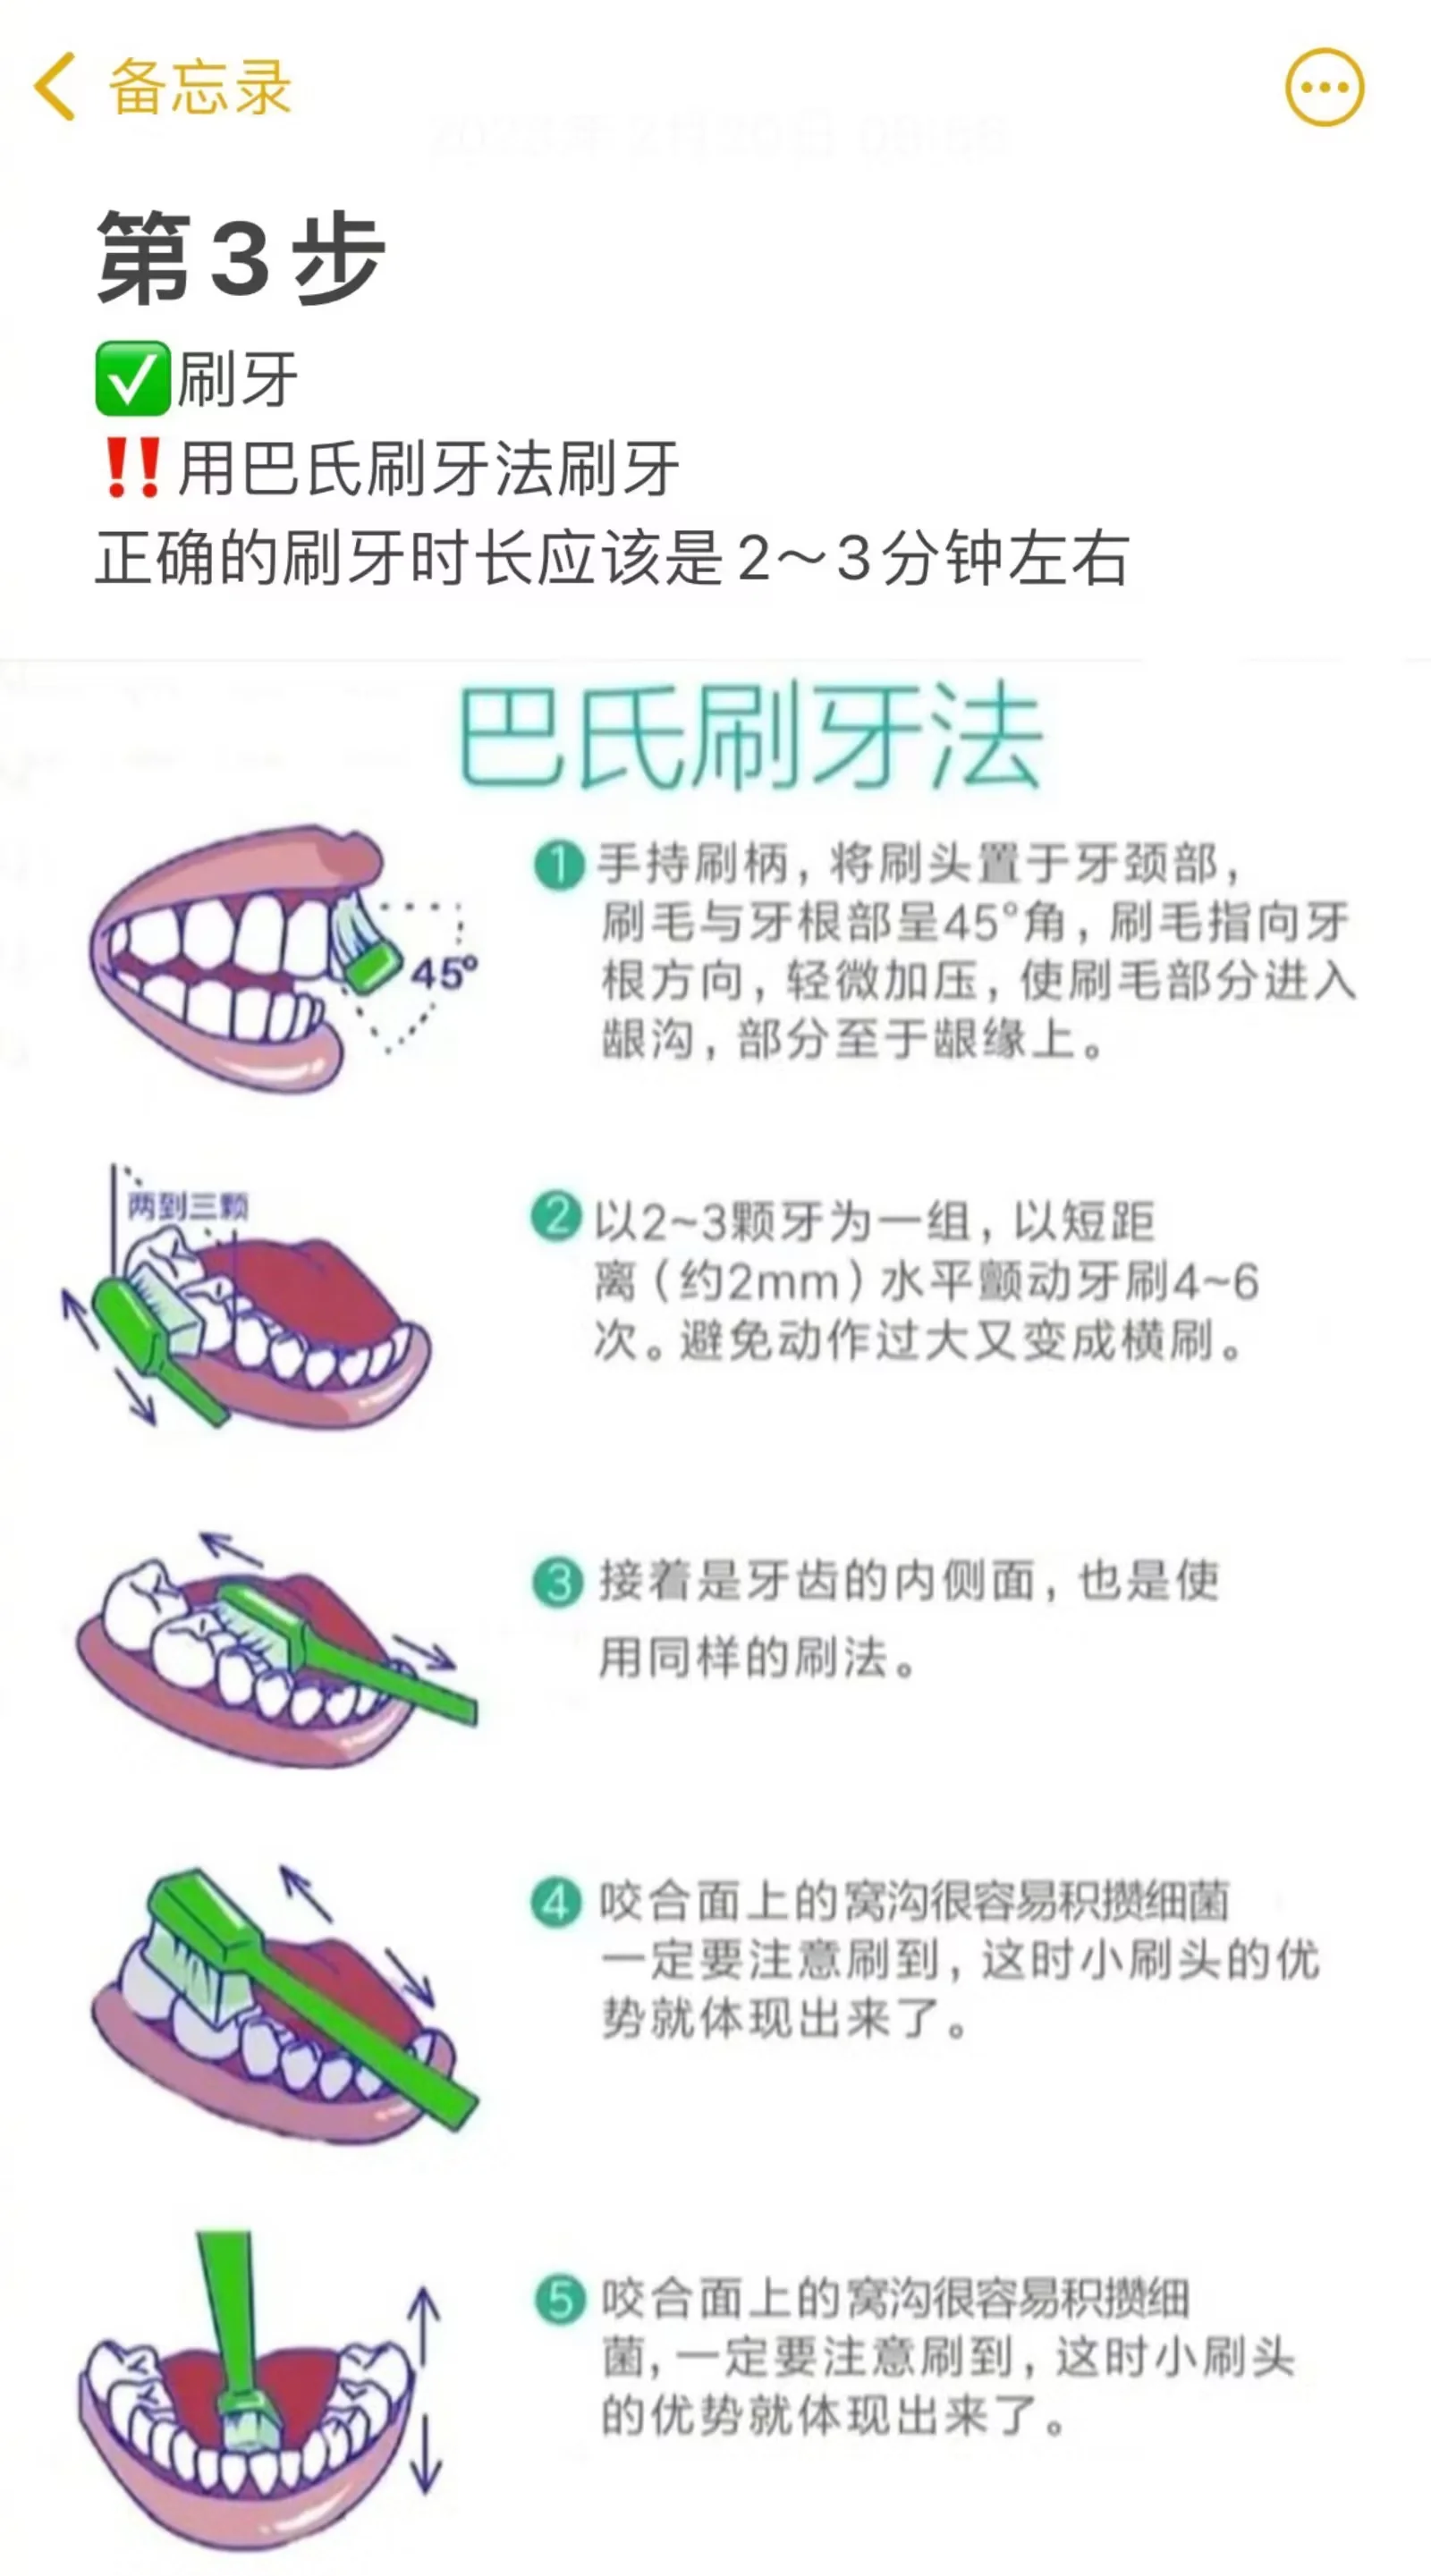 备忘录
第3步
✅刷牙
‼️用巴氏刷牙法刷牙
正确的刷牙时长应该是2～3分钟左右
巴氏刷牙法
45°
1 手持刷柄，将刷头置于牙颈部，
刷毛与牙根部呈45°角，刷毛指向牙
根方向，轻微加压，使刷毛部分进入
龈沟，部分至于龈缘上。
两到三颗
2 以2~3颗牙为一组，以短距
离（约2mm）水平颤动牙刷4~6
次。避免动作过大又变成横刷。
3 接着是牙齿的内侧面，也是使
用同样的刷法。
4 咬合面上的窝沟很容易积攒细菌
一定要注意刷到，这时小刷头的优
势就体现出来了。
5 咬合面上的窝沟很容易积攒细
菌，一定要注意刷到，这时小刷头
的优势就体现出来了。